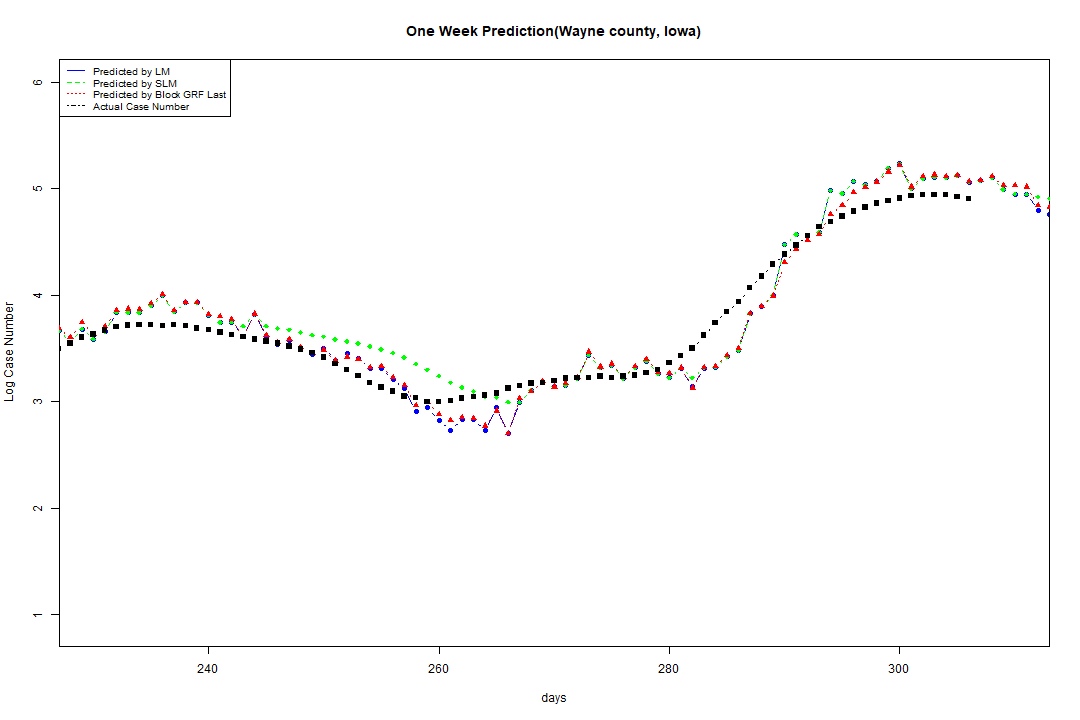 One Week Prediction(Wayne county, Iowa)
Predicted by LM
Predicted by SLM
Predicted by Block GRF Last
Actual Case Number
6
5
4
3
2
1
Log Case Number
240
260
280
300
days